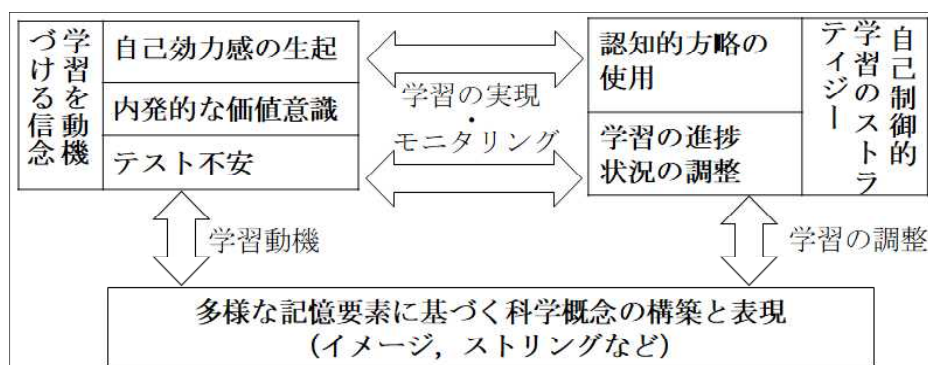 学習を動機
づける信念
自己効力感の生起
内発的な価値意識
テスト不安
学習の実現
・
モニタリング
認知的方略の
使用
学習の進捗
状況の調整
自己制御的
学習のストラ
ティジー
学習動機
学習の調整
多様な記憶要素に基づく科学概念の構築と表現
（イメージ，ストリングなど）